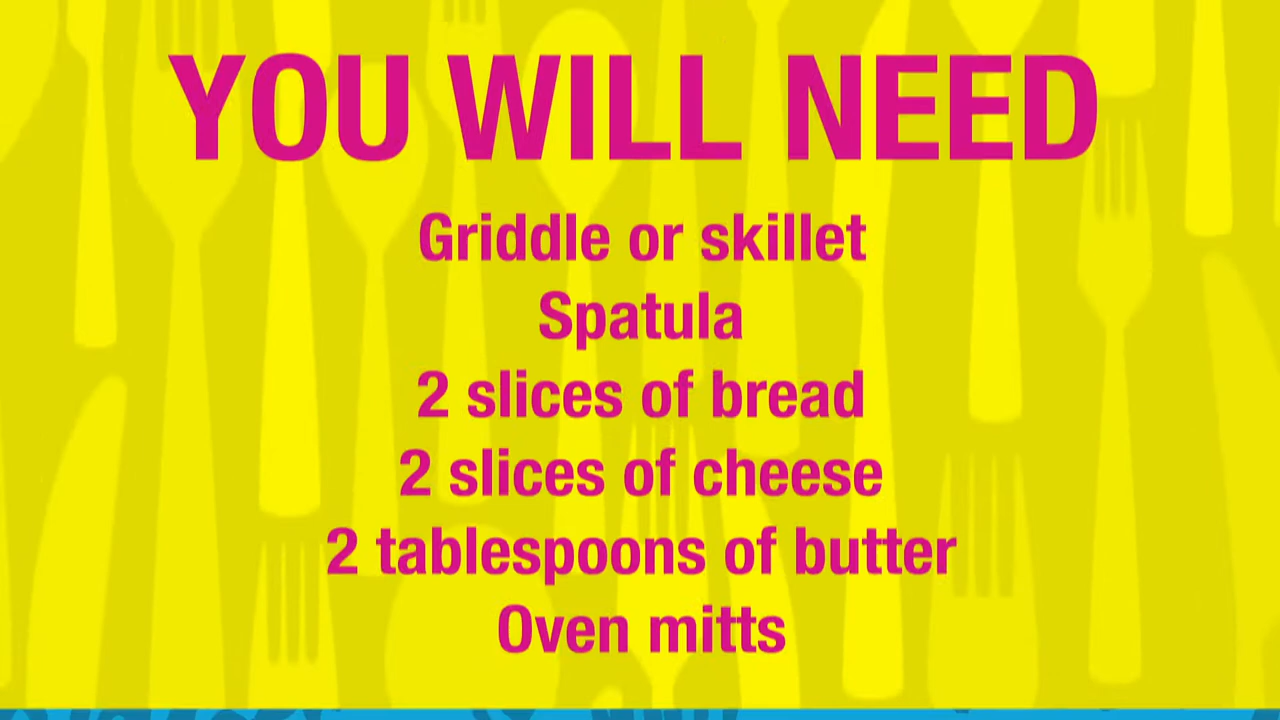 YOU WILL NEED
Griddle or skillet
Spatula
2 slices of bread
2 slices of cheese
2 tablespoons of butter
Oven mitts